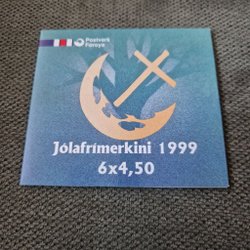 Postverk
Føroya
Jólafrímerkini 1999
6x4,50